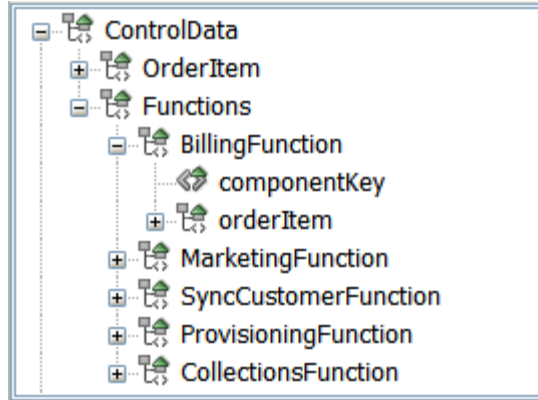 ControlData
OrderItem
Functions
BillingFunction
componentKey
orderItem
MarketingFunction
SyncCustomerFunction
ProvisioningFunction
CollectionsFunction